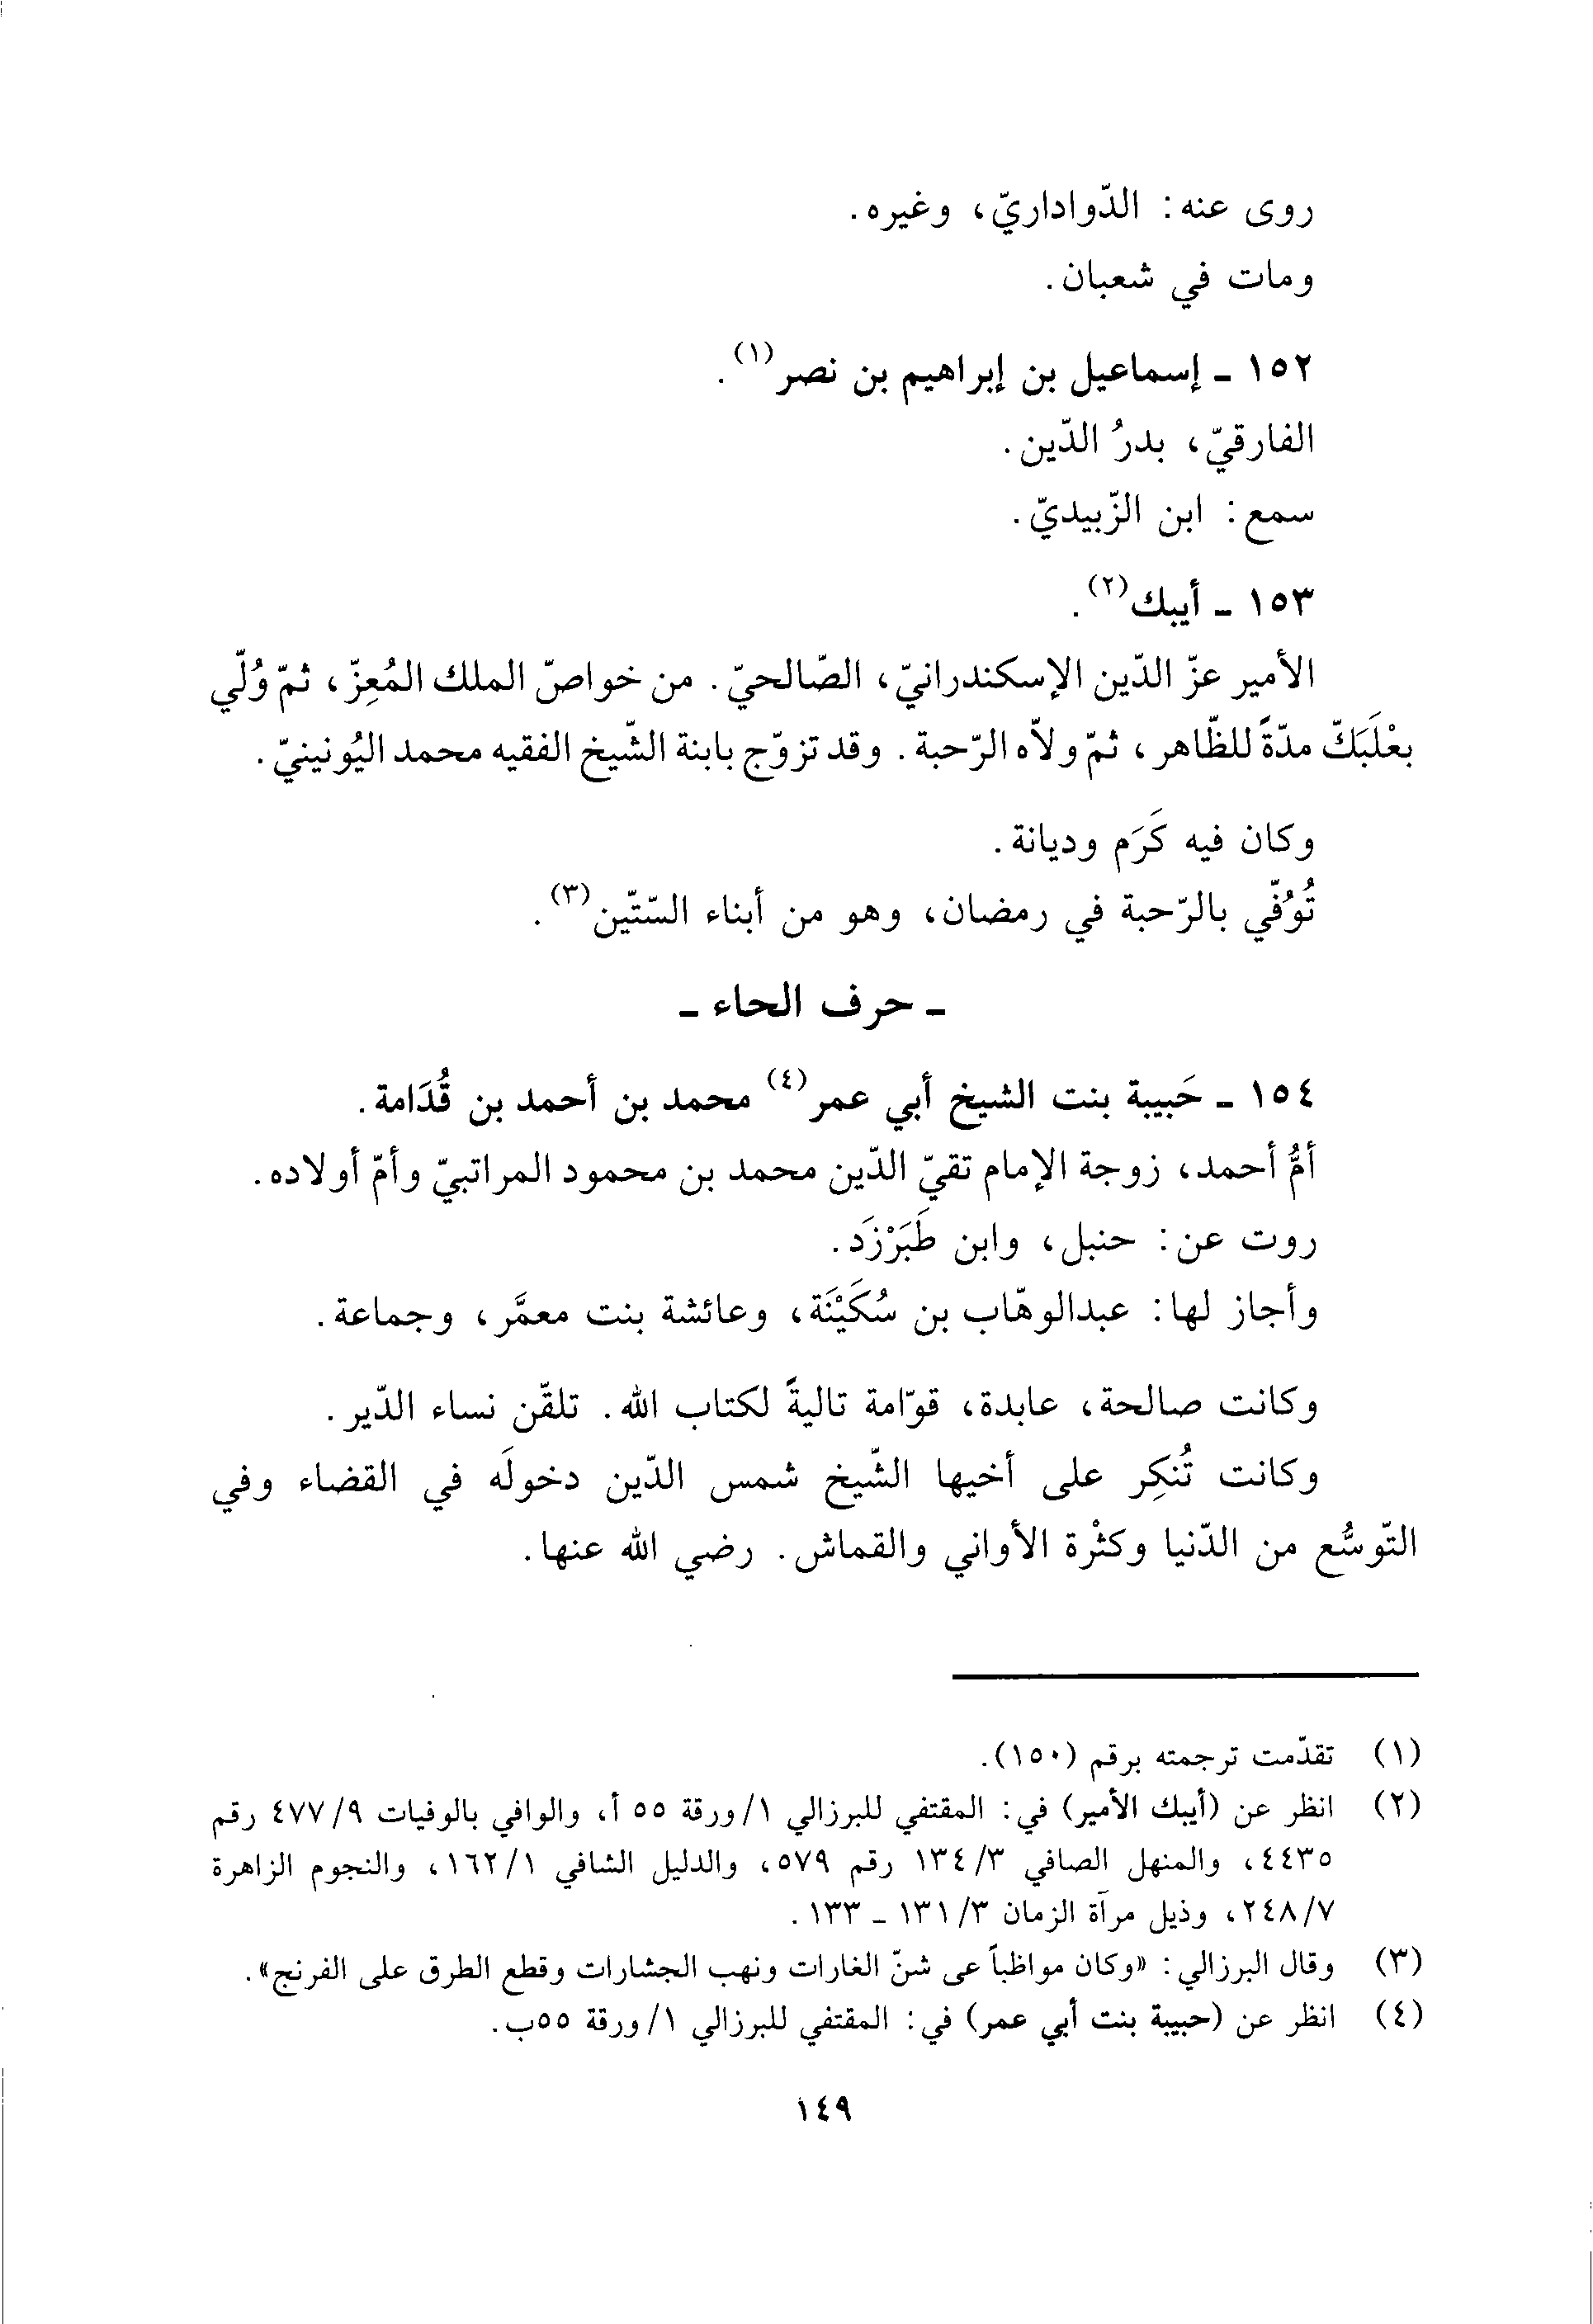 روى عنه: الدّواداريّ، وغيره.
ومات في شعبان.
١٥٢ - إسماعيل بن إبراهيم بن نصر(١).
الفارقيّ، بدرُ الدّين.
سمع: ابن الزّبيديّ.
١٥٣ - أيبك(٢).
الأمير عزّ الدّين الإسكندرانيّ، الصّالحيّ. من خواصّ الملك المُعِزّ، ثمّ وُلّي
بعْلَبَكّ مدّةً للظّاهر، ثمّ ولاّه الرّحبة. وقد تزوّج بابنة الشّيخ الفقيه محمد اليُونينيّ.
وكان فيه كَرَم وديانة.
تُوُفّي بالرّحبة في رمضان، وهو من أبناء السّتّين(٣).
- حرف الحاء -
١٥٤ - حَبيبة بنت الشيخ أبي عمر(٤) محمد بن أحمد بن قُدَامة.
أمُّ أحمد، زوجة الإمام تقيّ الدّين محمد بن محمود المراتبيّ وأمّ أولاده.
روت عن: حنبل، وابن طَبَرْزَد.
وأجاز لها: عبدالوهّاب بن سُكَيْنَة، وعائشة بنت معمَّر، وجماعة.
وكانت صالحة، عابدة، قوّامة تاليةً لكتاب الله. تلقّن نساء الدّير.
وكانت تُنكِر على أخيها الشّيخ شمس الدّين دخولَه في القضاء وفي
التّوسُّع من الدّنيا وكثْرة الأواني والقماش. رضي الله عنها.
(١) تقدّمت ترجمته برقم (١٥٠).
(٢) انظر عن (أيبك الأمير) في: المقتفي للبرزالي ١/ورقة ٥٥ أ، والوافي بالوفيات ٤٧٧/٩ رقم
٤٤٣٥، والمنهل الصافي ١٣٤/٣ رقم ٥٧٩، والدليل الشافي ١٦٢/١، والنجوم الزاهرة
٢٤٨/٧، وذيل مرآة الزمان ١٣١/٣ - ١٣٣.
(٣) وقال البرزالي: «وكان مواظباً عى شنّ الغارات ونهب الجشارات وقطع الطرق على الفرنج».
(٤) انظر عن (حبيبة بنت أبي عمر) في: المقتفي للبرزالي ١/ورقة ٥٥ب.
١٤٩